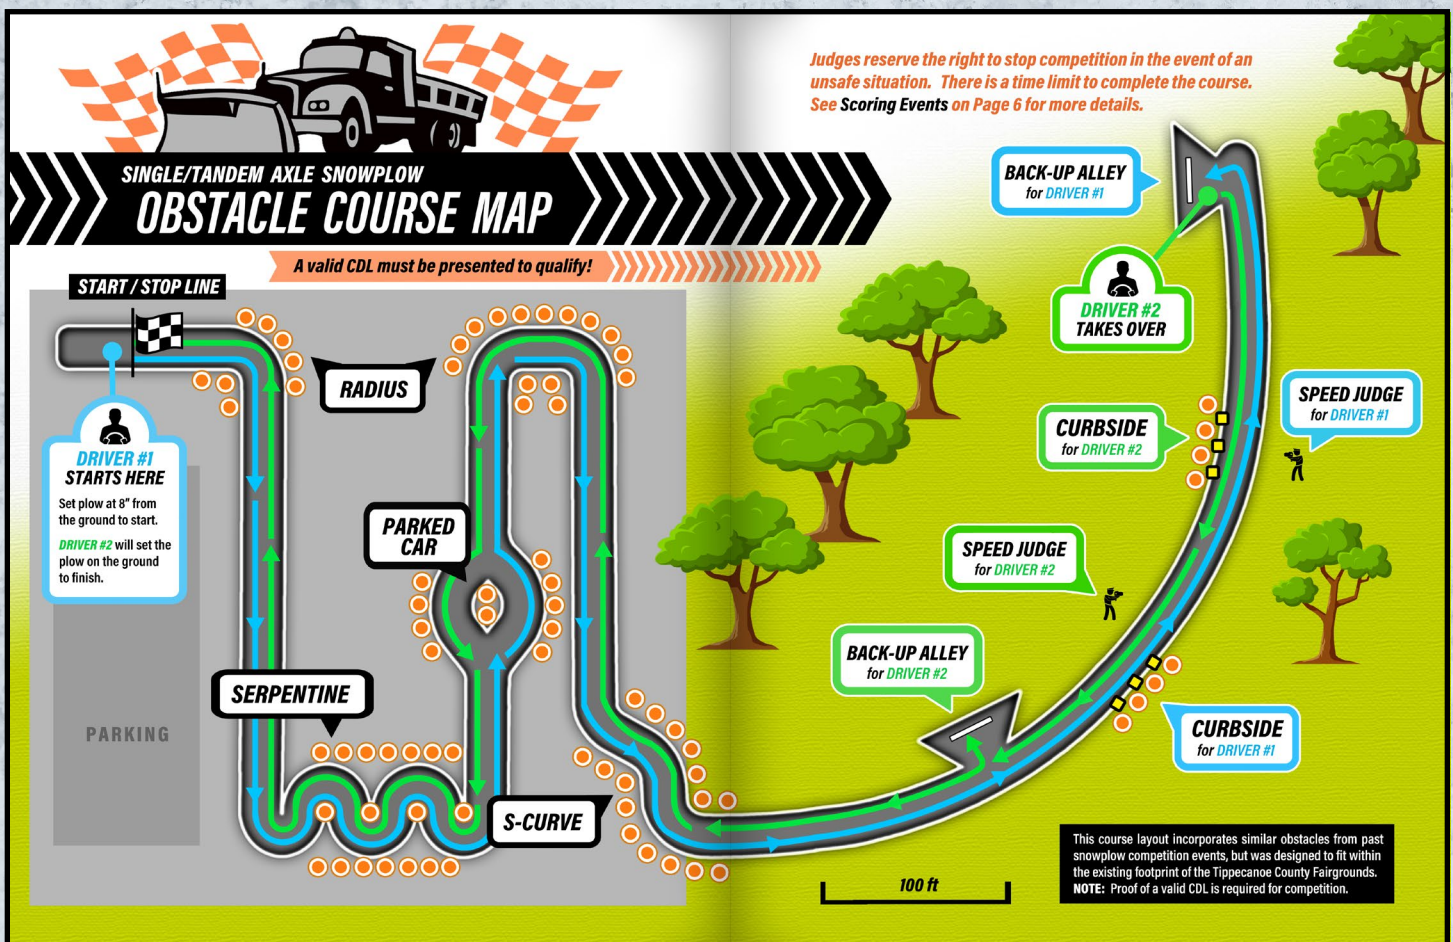 Judges reserve the right to stop competition in the event of an
unsafe situation. There is a time limit to complete the course.
See Scoring Events on Page 6 for more details.
SINGLE/TANDEM AXLE SNOWPLOW
OBSTACLE COURSE MAP
A valid CDL must be presented to qualify!
START / STOP LINE
DRIVER #1
STARTS HERE
Set plow at 8" from
the ground to start.
DRIVER #2 will set the
plow on the ground
to finish.
RADIUS
PARKED
CAR
SERPENTINE
PARKING
S-CURVE
BACK-UP ALLEY
for DRIVER #1
DRIVER #2
TAKES OVER
CURBSIDE
for DRIVER #2
SPEED JUDGE
for DRIVER #1
SPEED JUDGE
for DRIVER #2
BACK-UP ALLEY
for DRIVER #2
CURBSIDE
for DRIVER #1
100 ft
This course layout incorporates similar obstacles from past
snowplow competition events, but was designed to fit within
the existing footprint of the Tippecanoe County Fairgrounds.
NOTE: Proof of a valid CDL is required for competition.